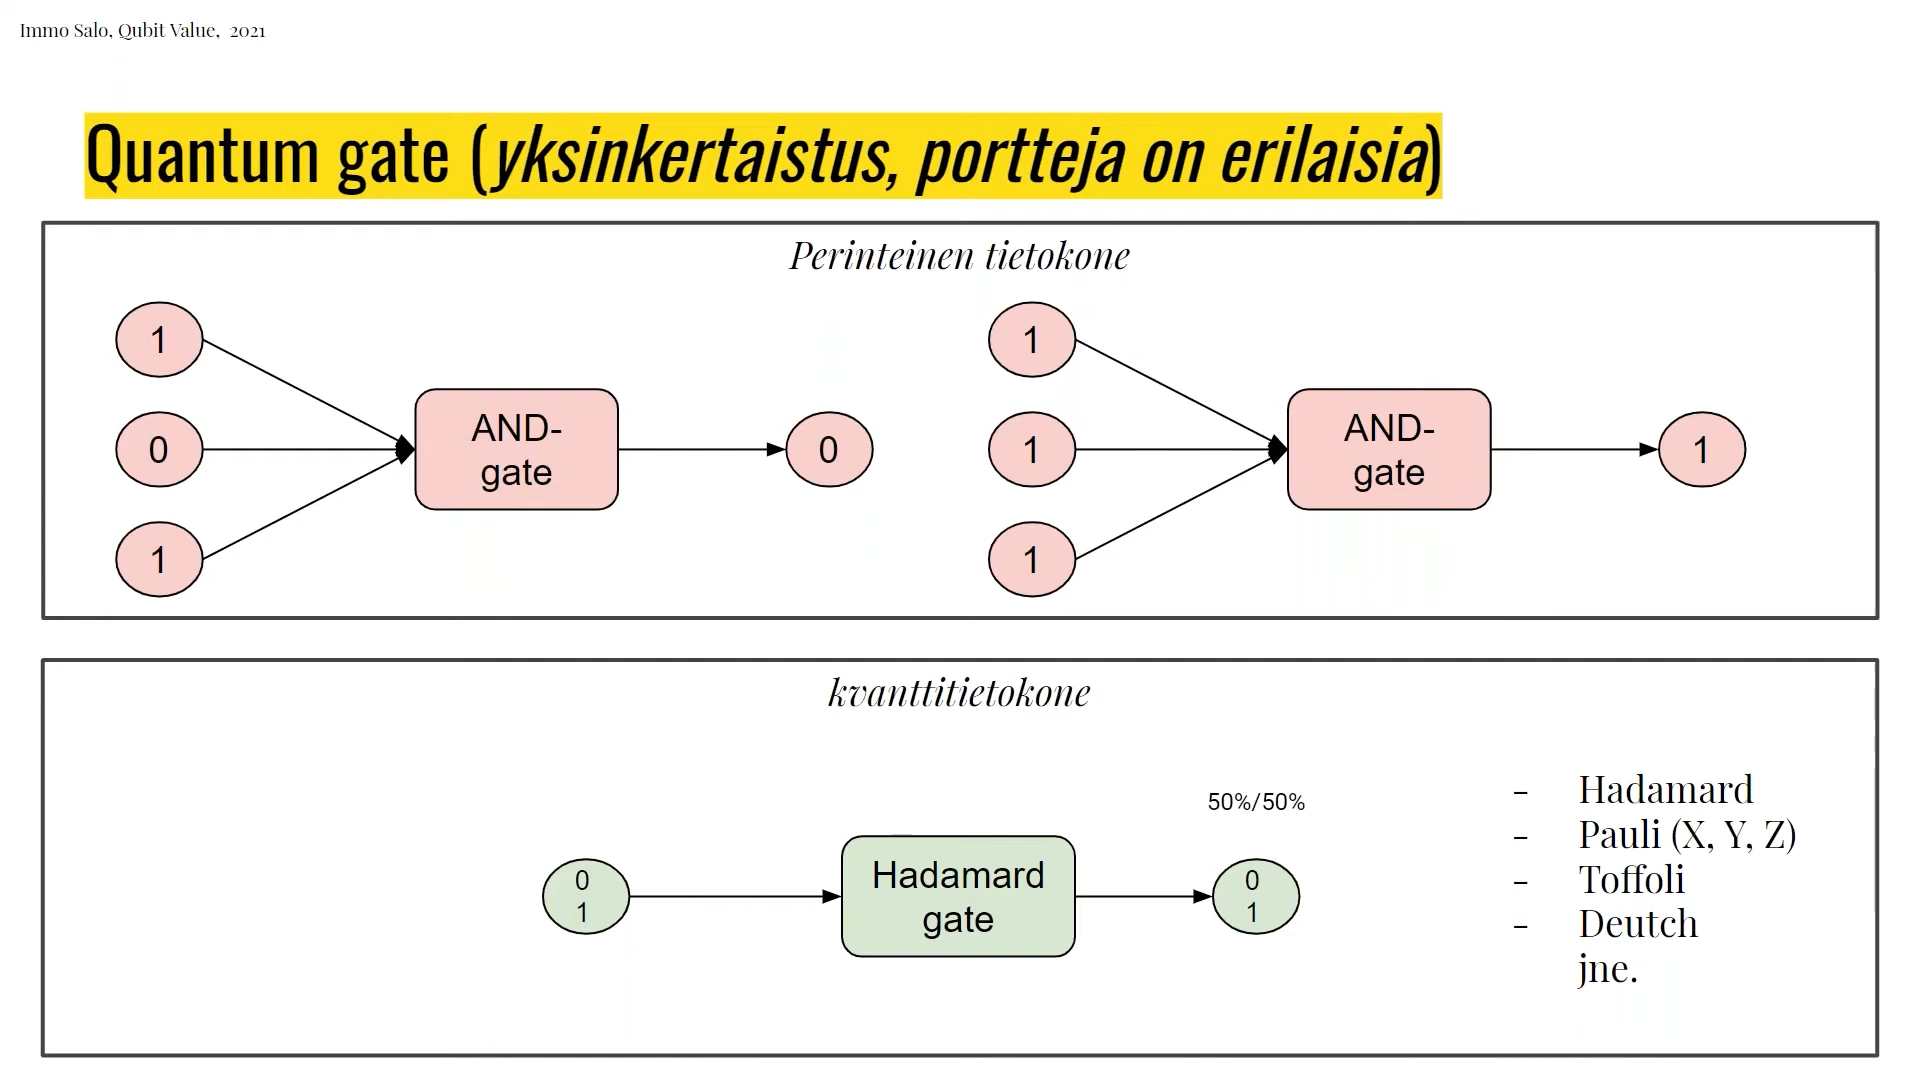 Immo Salo, Qubit Value, 2021
Quantum gate (yksinkertaistus, portteja on erilaisia)
Perinteinen tietokone
1
0
1
AND-
gate
0
1
1
1
AND-
gate
1
kvanttitietokone
0
1
Hadamard
gate
50%/50%
0
1
- Hadamard
- Pauli (X, Y, Z)
- Toffoli
- Deutch
jne.